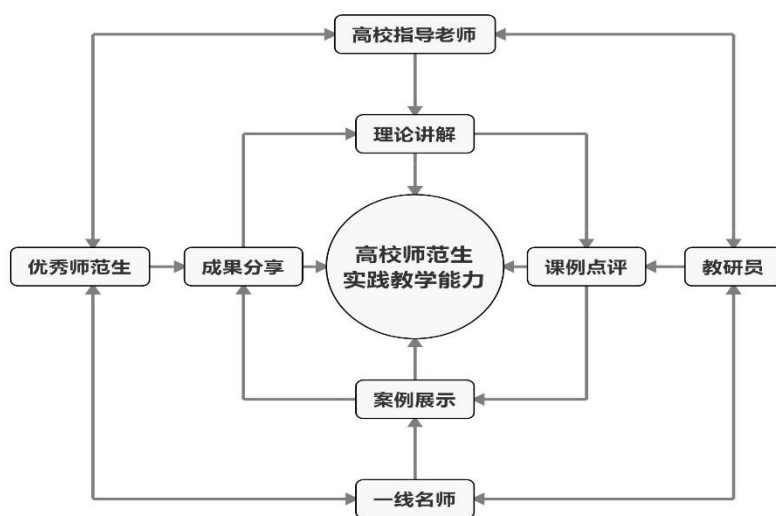 高校指导老师
理论讲解
优秀师范生
成果分享
高校师范生
实践教学能力
课例点评
教研员
案例展示
一线名师